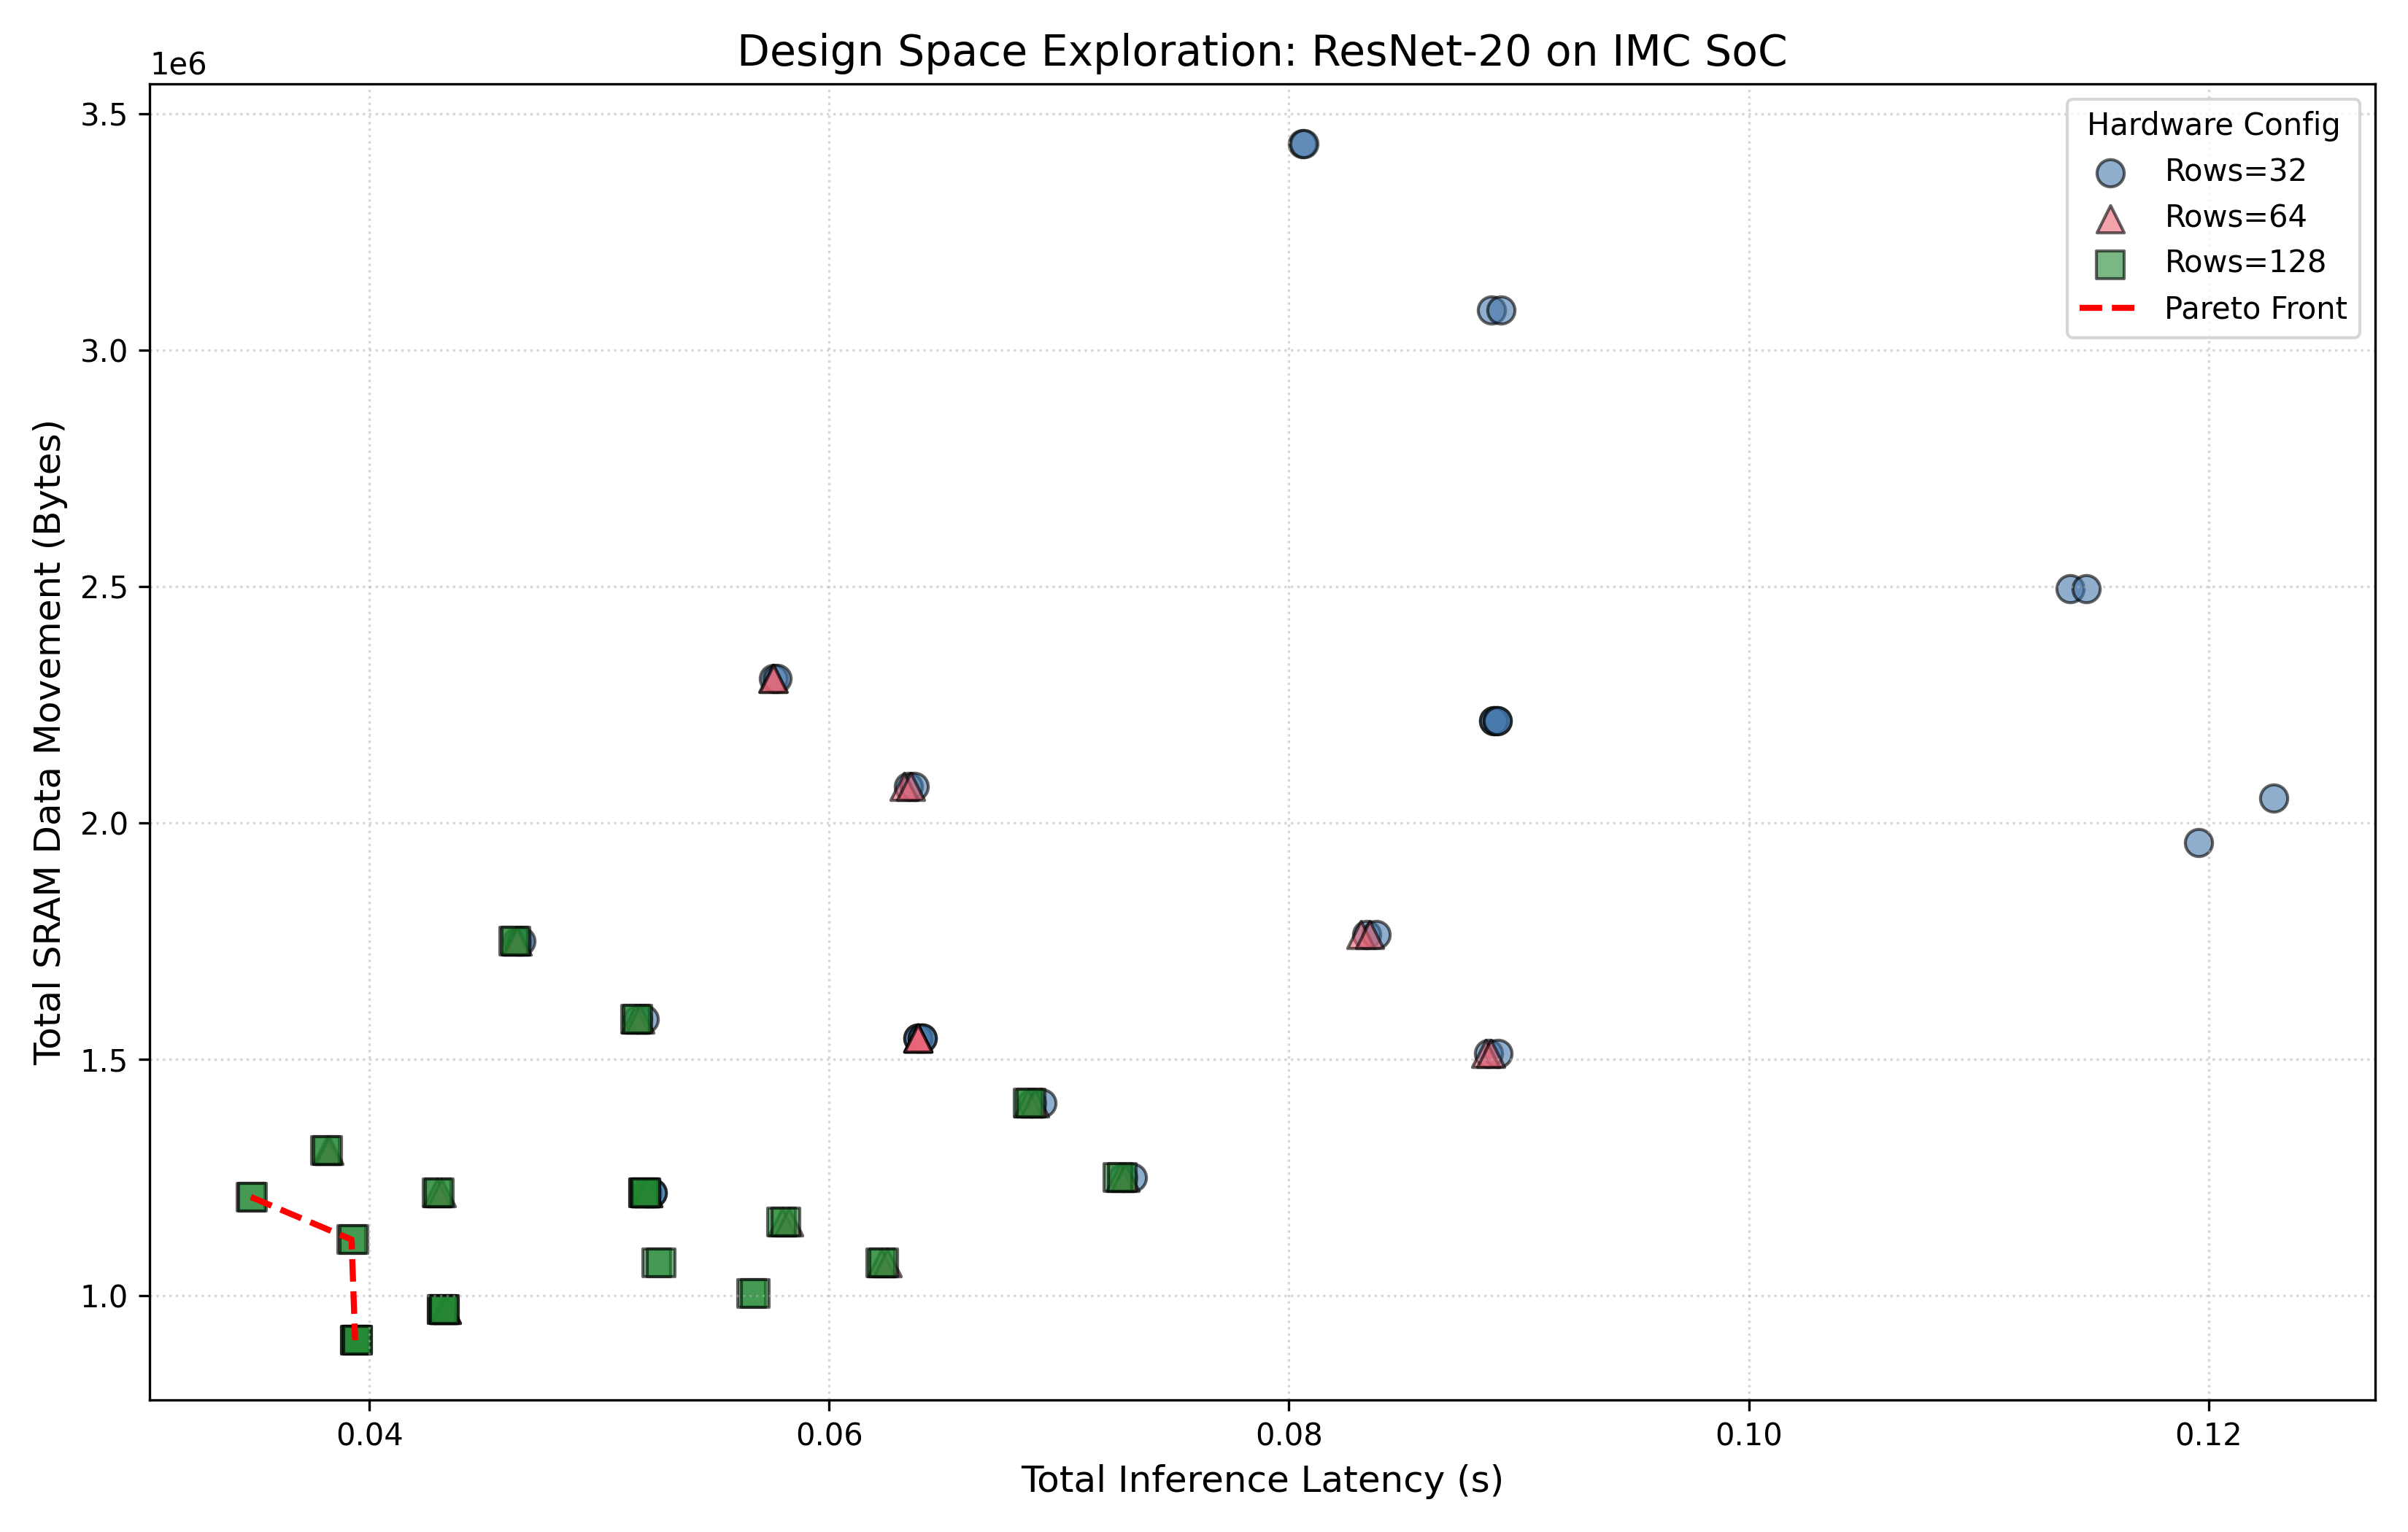 Design Space Exploration: ResNet-20 on IMC SoC
1e6
3.5
3.0
2.5
2.0
1.5
1.0
Total SRAM Data Movement (Bytes)
Hardware Config
Rows=32
Rows=64
Rows=128
Pareto Front
0.04
0.06
0.08
0.10
0.12
Total Inference Latency (s)